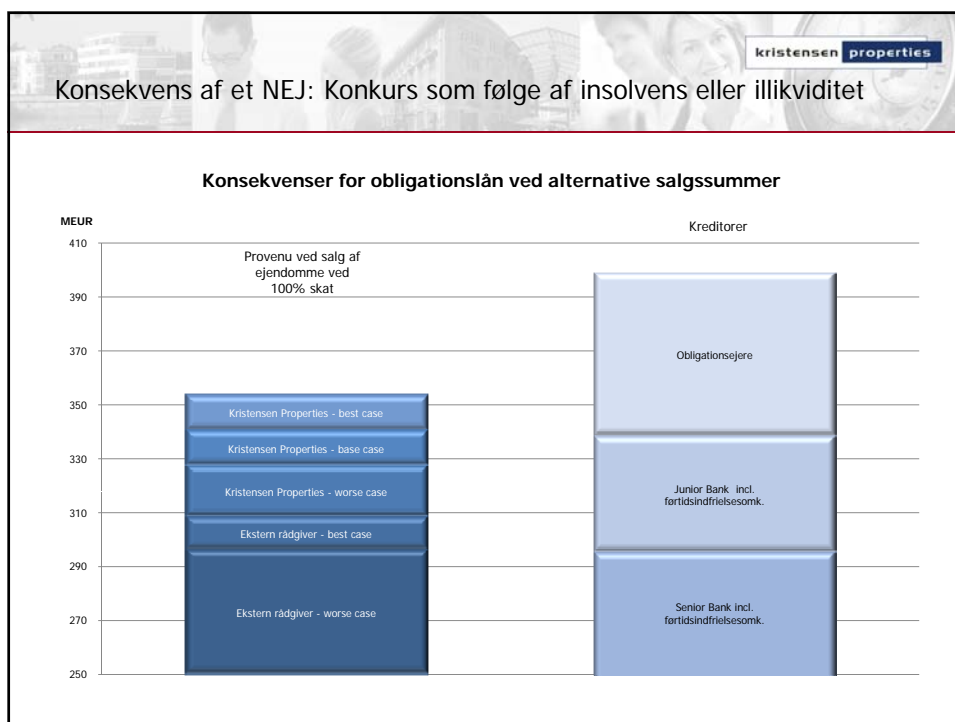 kristensen properties
Konsekvens af et NEJ: Konkurs som følge af insolvens eller illikviditet
Konsekvenser for obligationslån ved alternative salgssummer
MEUR
Kreditorer
410
Provenu ved salg af
ejendomme ved
100% skat
390
370
Obligationsejere
350
Kristensen Properties - best case
330
Kristensen Properties - base case
Kristensen Properties - worse case
Junior Bank incl.
førtidsindfrielsesomk.
310
Ekstern rådgiver - best case
290
270
Ekstern rådgiver - worse case
Senior Bank incl.
førtidsindfrielsesomk.
250